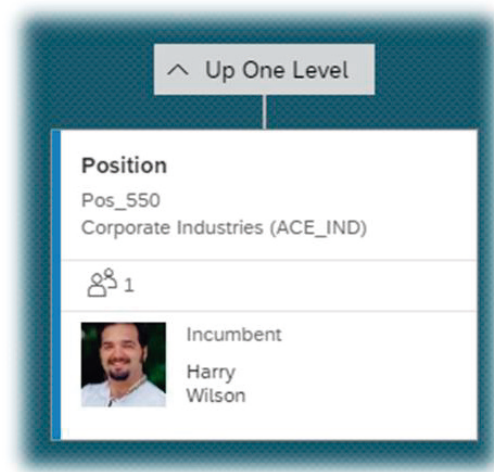 Up One Level
Position
Pos_550
Corporate Industries (ACE_IND)
1
Incumbent
Harry
Wilson